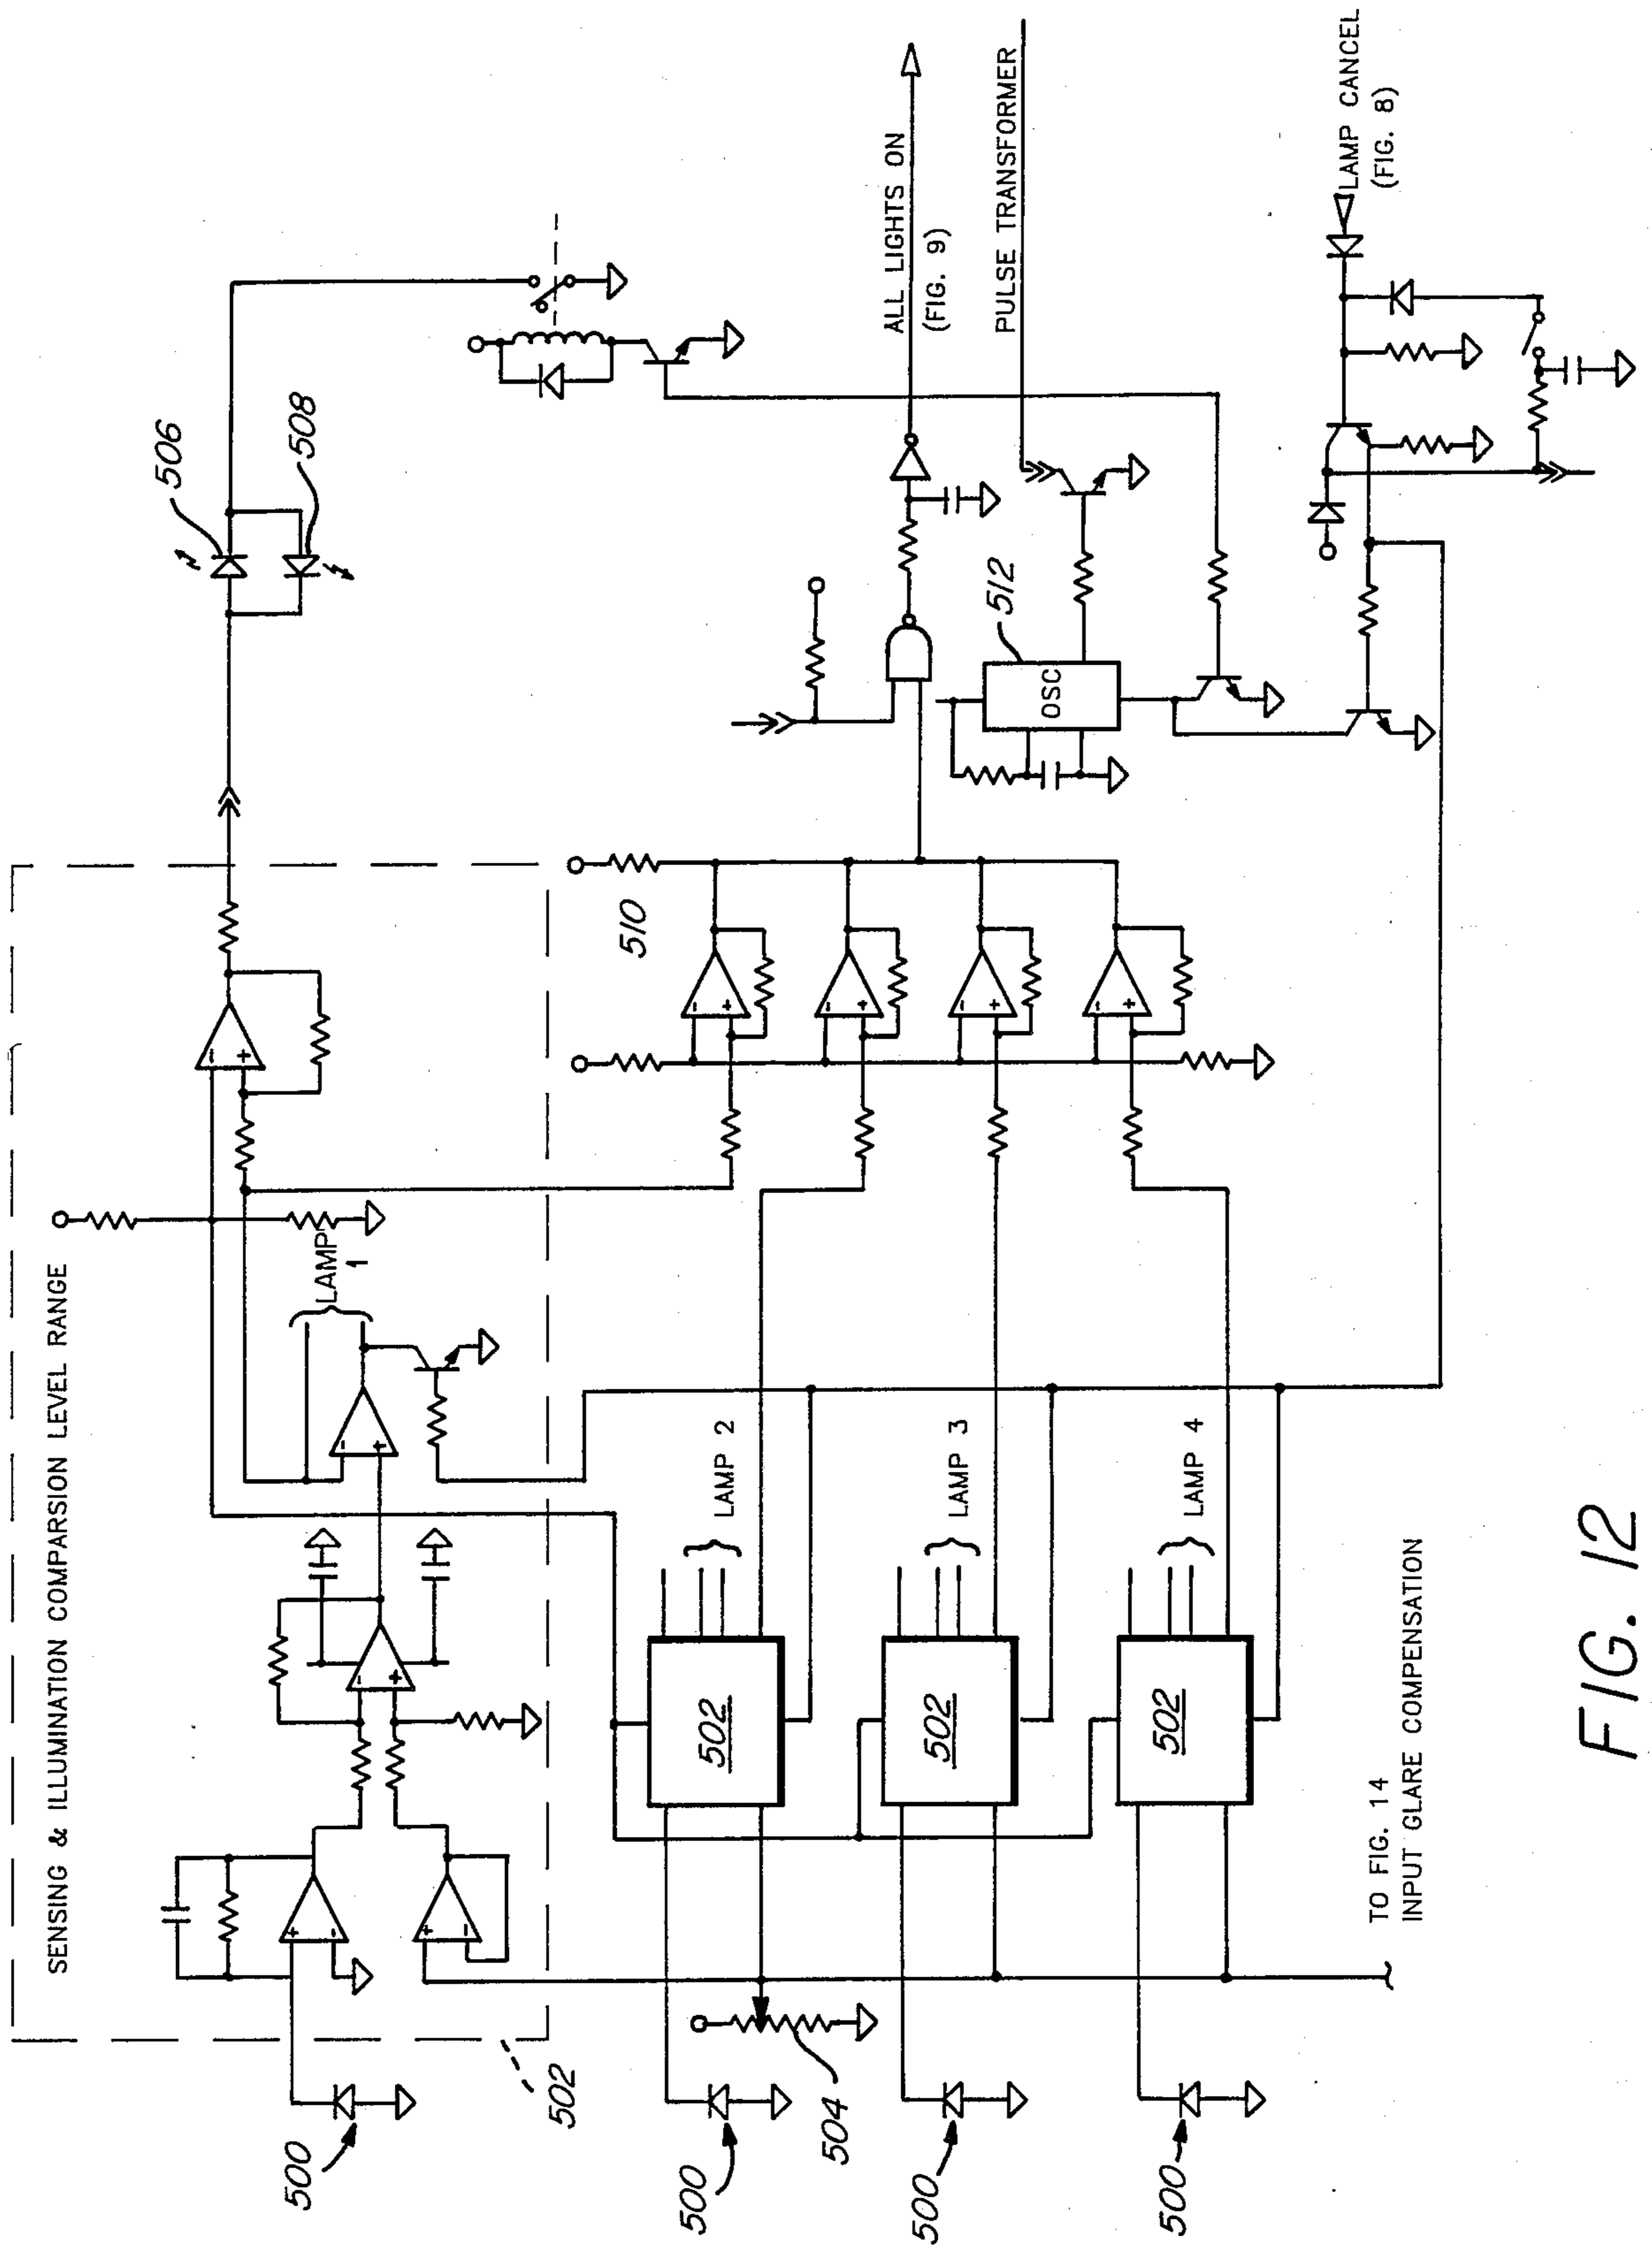 SENSING & ILLUMINATION COMPARSION LEVEL RANGE
506
508
LAMP
1
510
LAMP 2
LAMP 3
LAMP 4
ALL LIGHTS ON
(FIG. 9)
PULSE TRANSFORMER
512
OSC
LAMP CANCEL
(FIG. 8)
500
502
502
502
502
500
504
500
500
TO FIG. 14
INPUT GLARE COMPENSATION
FIG. 12